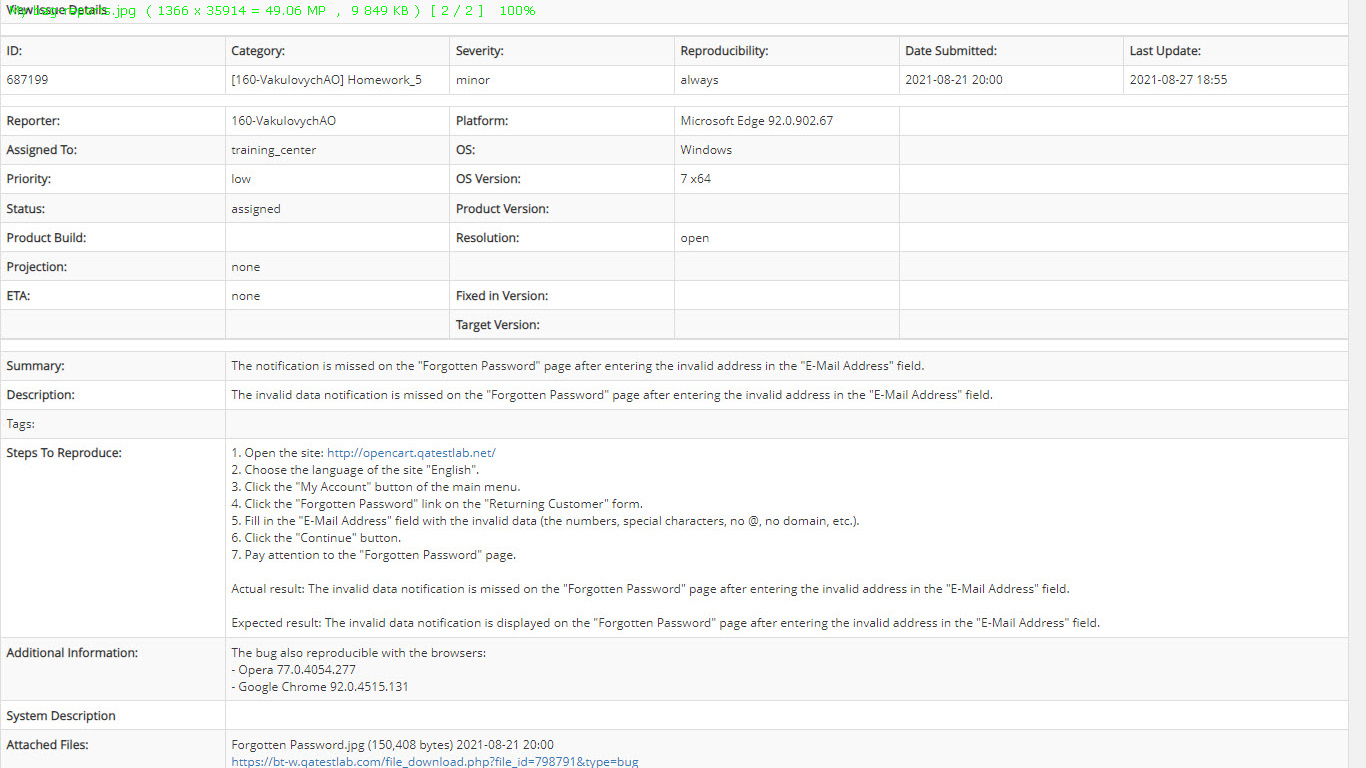 View Issue Details
.jpg ( 1366 x 35914 = 49.06 MP , 9 849 KB ) [ 2 / 2 ] 100%
ID: Category: Severity: Reproducibility: Date Submitted: Last Update:
687199 [160-VakulovychAO] Homework_5 minor always 2021-08-21 20:00 2021-08-27 18:55
Reporter: 160-VakulovychAO Platform: Microsoft Edge 92.0.902.67
Assigned To: training_center OS: Windows
Priority: low OS Version: 7 x64
Status: assigned Product Version:
Product Build: Resolution: open
Projection: none
ETA: none Fixed in Version:
Target Version:
Summary: The notification is missed on the "Forgotten Password" page after entering the invalid address in the "E-Mail Address" field.
Description: The invalid data notification is missed on the "Forgotten Password" page after entering the invalid address in the "E-Mail Address" field.
Tags:
Steps To Reproduce: 1. Open the site: http://opencart.qatestlab.net/
2. Choose the language of the site "English".
3. Click the "My Account" button of the main menu.
4. Click the "Forgotten Password" link on the "Returning Customer" form.
5. Fill in the "E-Mail Address" field with the invalid data (the numbers, special characters, no @, no domain, etc.).
6. Click the "Continue" button.
7. Pay attention to the "Forgotten Password" page.
Actual result: The invalid data notification is missed on the "Forgotten Password" page after entering the invalid address in the "E-Mail Address" field.
Expected result: The invalid data notification is displayed on the "Forgotten Password" page after entering the invalid address in the "E-Mail Address" field.
Additional Information: The bug also reproducible with the browsers:
- Opera 77.0.4054.277
- Google Chrome 92.0.4515.131
System Description
Attached Files: Forgotten Password.jpg (150,408 bytes) 2021-08-21 20:00
https://bt-w.qatestlab.com/file_download.php?file_id=798791&type=bug